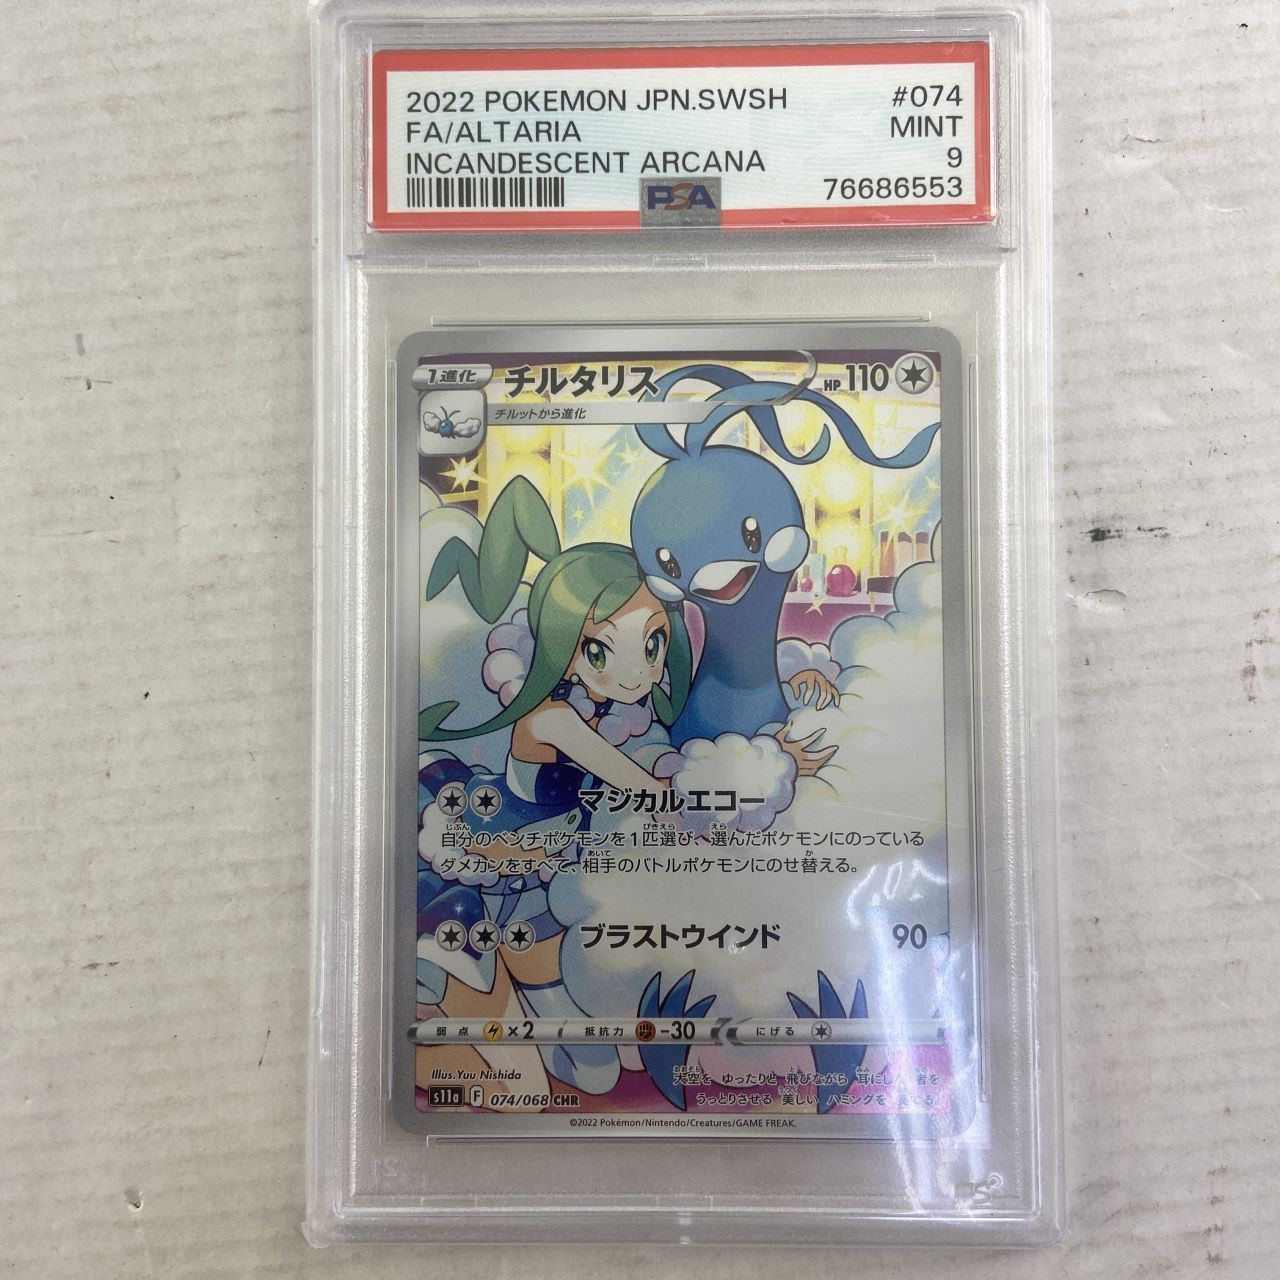 2022 POKEMON JPN.SWSH #074
FA/ALTARIA MINT
INCANDESCENT ARCANA 9
PSA 76686553
1進化 チルタリス HP 110
チルットから進化
マジカルエコー
自分のベンチポケモンを1匹選び、選んだポケモンにのっている
ダメカンをすべて、相手のバトルポケモンにのせ替える。
ブラストウインド 90
弱点 ×2 抵抗力 -30 にげる
Illus.Yuu Nishida
大空を ゆったりと 飛びながら 耳にした 者を
うっとりさせる 美しい ハミングを
s11a F 074/068 CHR
©2022 Pokémon/Nintendo/Creatures/GAME FREAK.